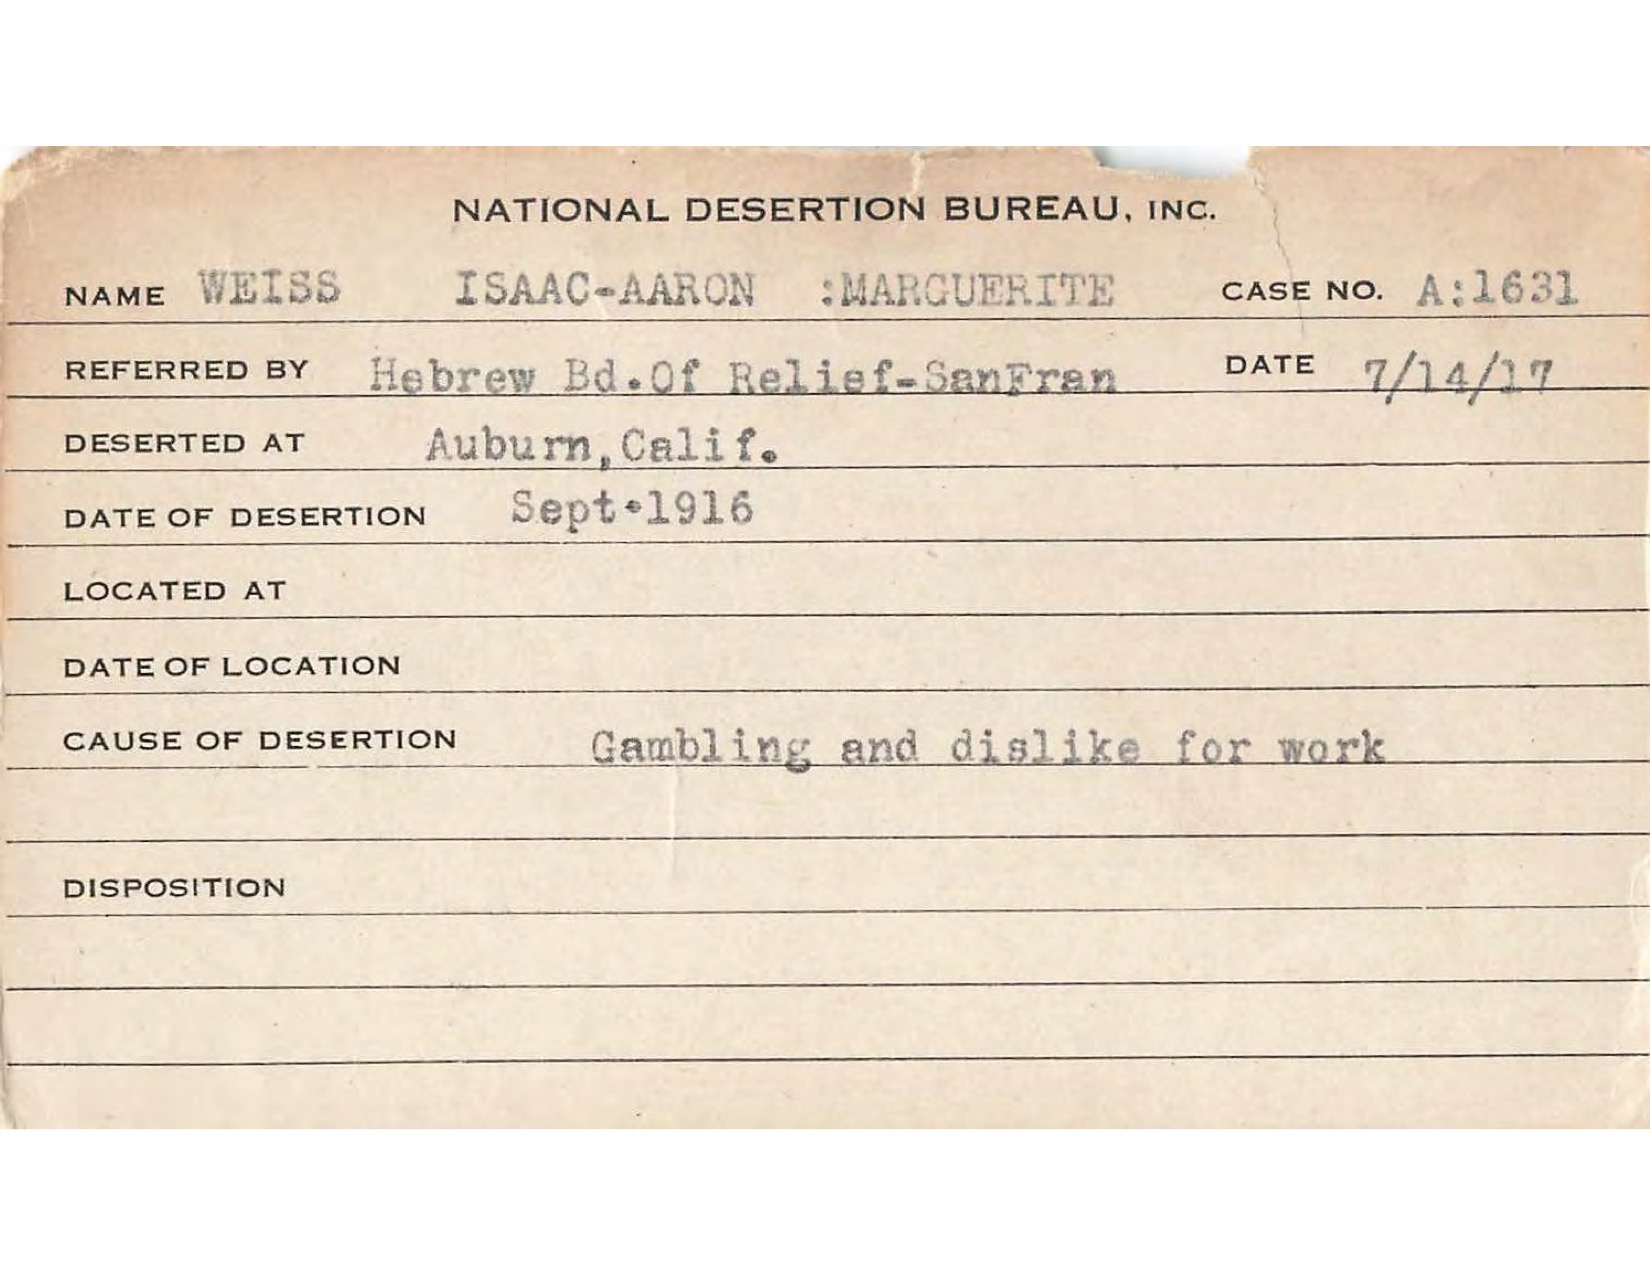 NATIONAL DESERTION BUREAU, INC.
NAME WEISS ISAAC-AARON :MARGUERITE CASE NO. A:1631
REFERRED BY Hebrew Bd.Of Relief-SanFran DATE 7/14/17
DESERTED AT Auburn,Calif.
DATE OF DESERTION Sept.1916
LOCATED AT
DATE OF LOCATION
CAUSE OF DESERTION Gambling and dislike for work
DISPOSITION